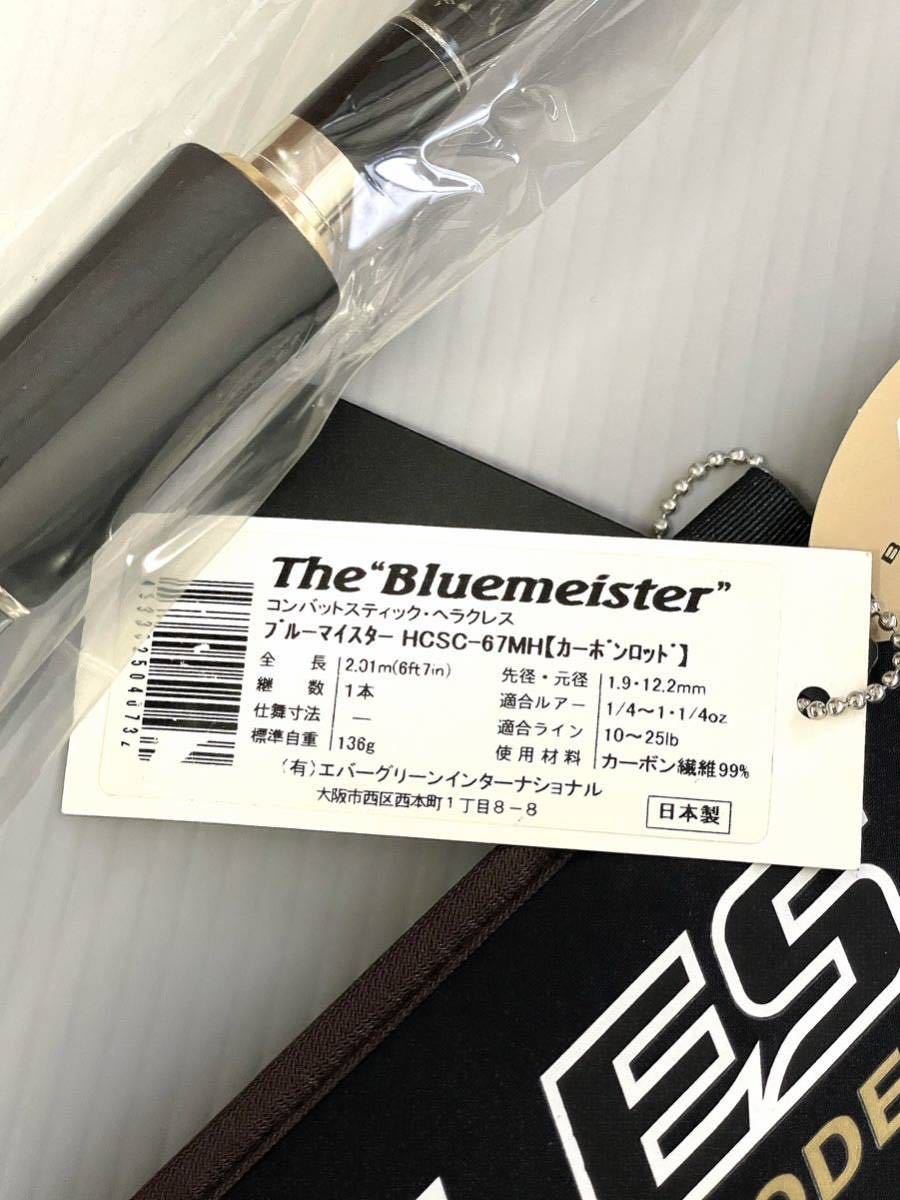 The "Bluemeister"
コンバットスティック・ヘラクレス
ブルーマイスター HCSC-67MH【カーボンロッド】
全長 2.01m(6ft7in)
継数 1本
仕舞寸法 —
標準自重 136g
先径・元径 1.9・12.2mm
適合ルアー 1/4〜1・1/4oz
適合ライン 10〜25lb
使用材料 カーボン繊維99%
(有)エバーグリーンインターナショナル
大阪市西区西本町1丁目8-8
日本製
LES
ODE
B